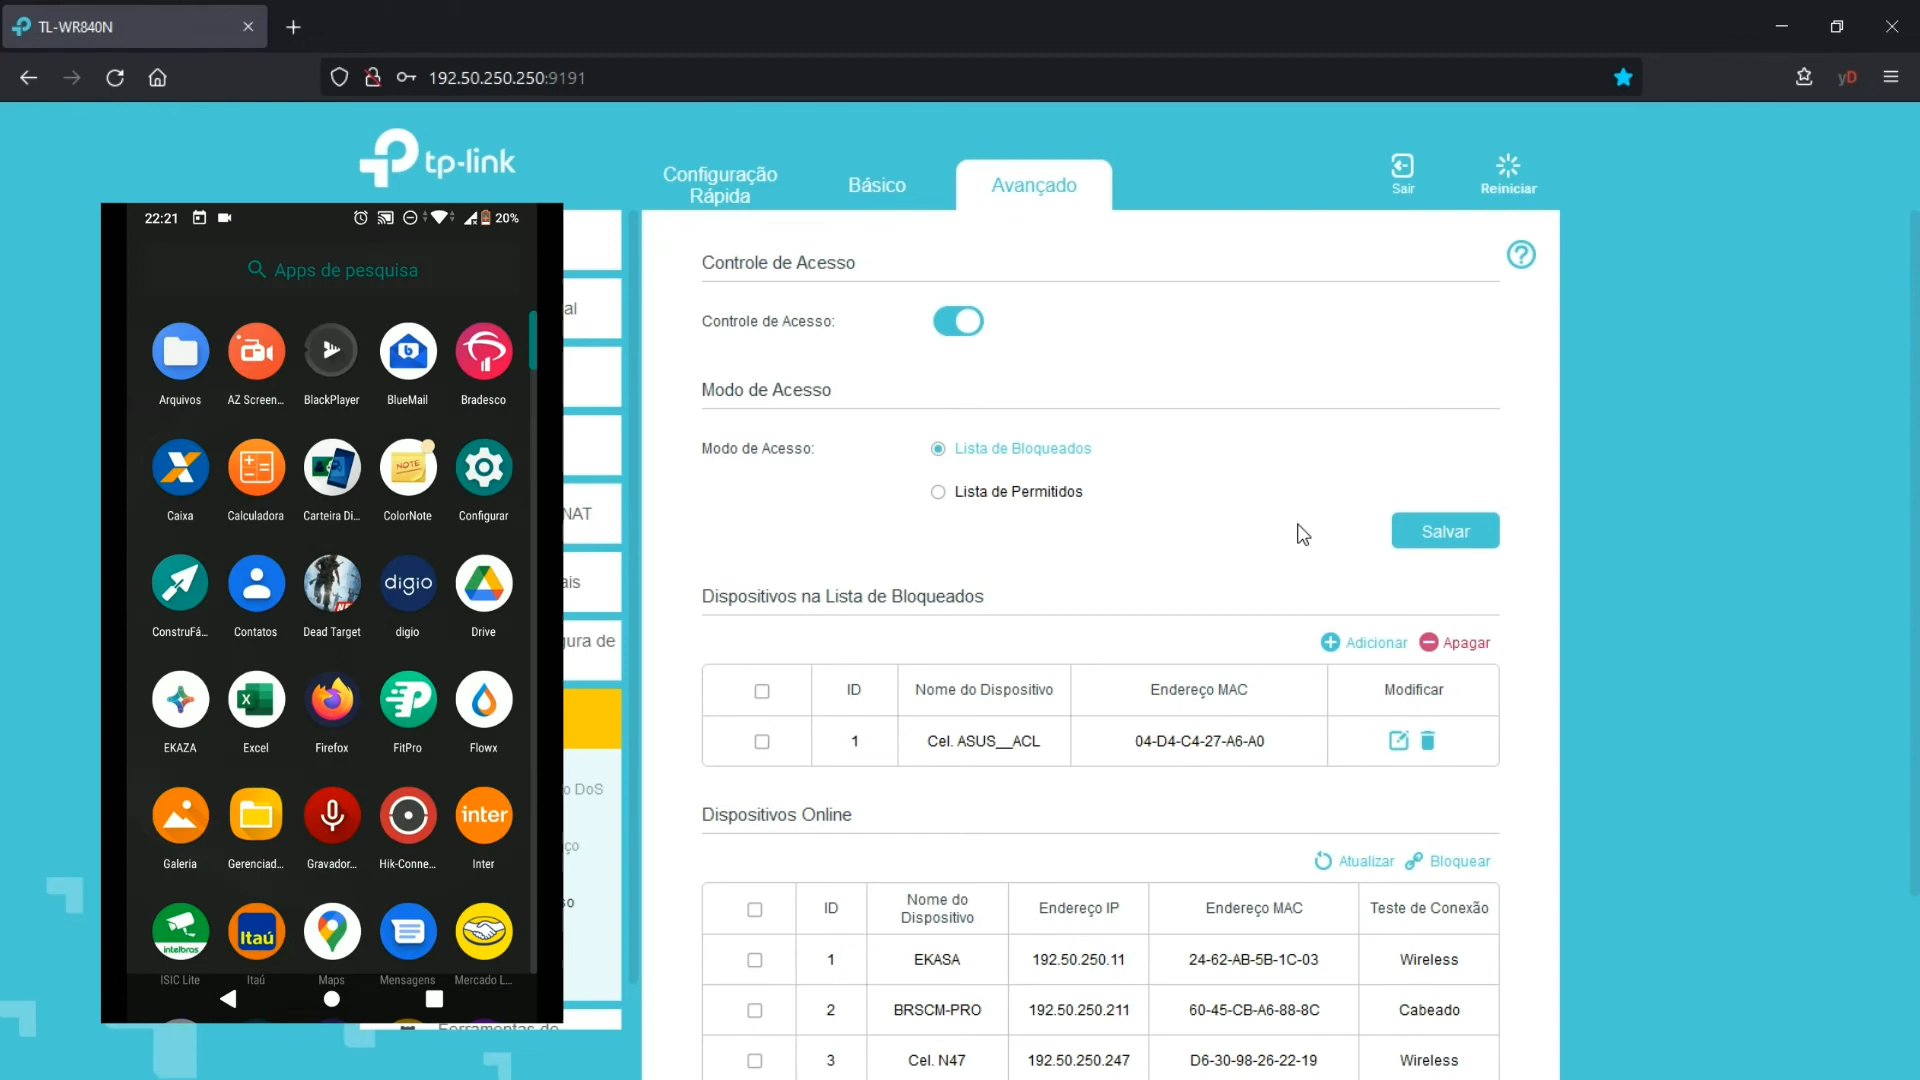 TL-WR840N
192.50.250.250:9191
yD
tp-link
Configuração
Rápida
Básico
Avançado
Sair
Reiniciar
22:21
20%
Apps de pesquisa
Arquivos
AZ Screen...
BlackPlayer
BlueMail
Bradesco
NOTE
Caixa
Calculadora
Carteira Di...
ColorNote
Configurar
digio
ConstruFá...
Contatos
Dead Target
digio
Drive
EKAZA
Excel
Firefox
FitPro
Flowx
inter
Galeria
Gerenciad...
Gravador...
Hik-Conne...
Inter
intelbras
Itaú
ISIC Lite
Itaú
Maps
Mensagens
Mercado L...
al
NAT
ais
gura de
o DoS
ço
so
Ferramentas de
Controle de Acesso
Controle de Acesso:
Modo de Acesso
Modo de Acesso:
Lista de Bloqueados
Lista de Permitidos
Salvar
Dispositivos na Lista de Bloqueados
Adicionar
Apagar
ID
Nome do Dispositivo
Endereço MAC
Modificar
1
Cel. ASUS__ACL
04-D4-C4-27-A6-A0
Dispositivos Online
Atualizar
Bloquear
ID
Nome do
Dispositivo
Endereço IP
Endereço MAC
Teste de Conexão
1
EKASA
192.50.250.11
24-62-AB-5B-1C-03
Wireless
2
BRSCM-PRO
192.50.250.211
60-45-CB-A6-88-8C
Cabeado
3
Cel. N47
192.50.250.247
D6-30-98-26-22-19
Wireless